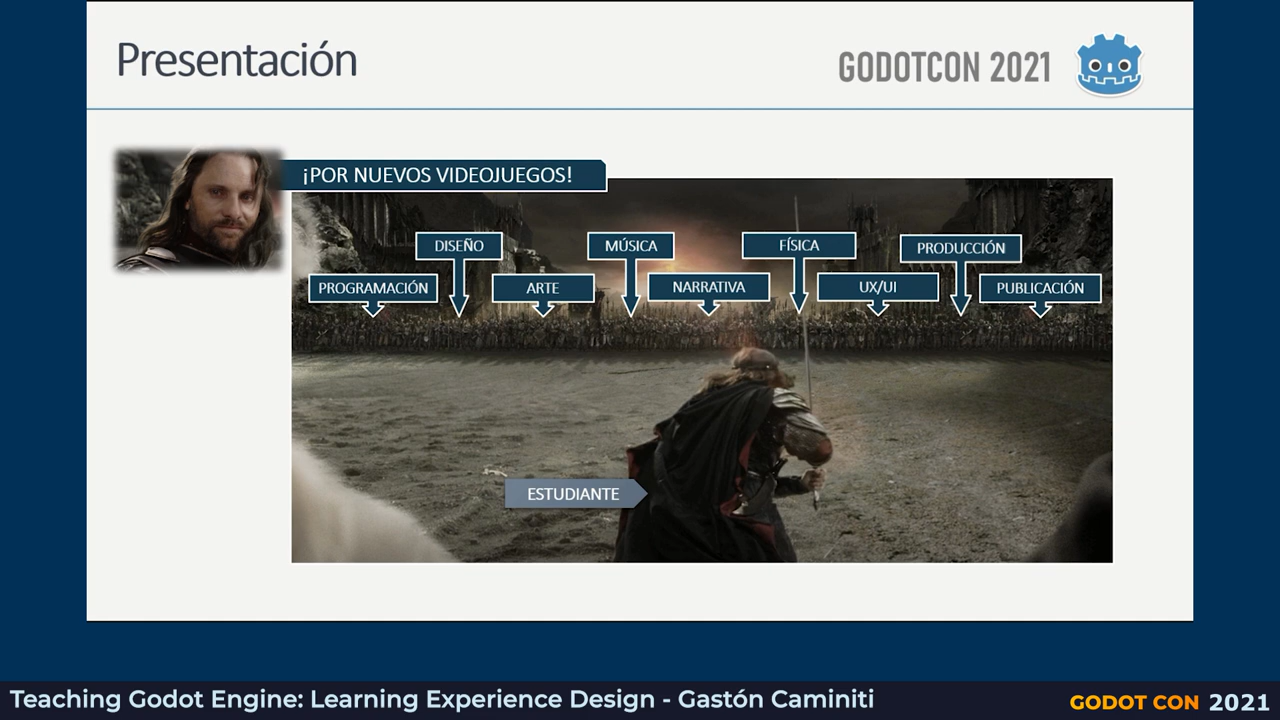 Presentación
GODOTCON 2021
¡POR NUEVOS VIDEOJUEGOS!
DISEÑO
MÚSICA
FÍSICA
PRODUCCIÓN
PROGRAMACIÓN
ARTE
NARRATIVA
UX/UI
PUBLICACIÓN
ESTUDIANTE
Teaching Godot Engine: Learning Experience Design - Gastón Caminiti
GODOT CON 2021